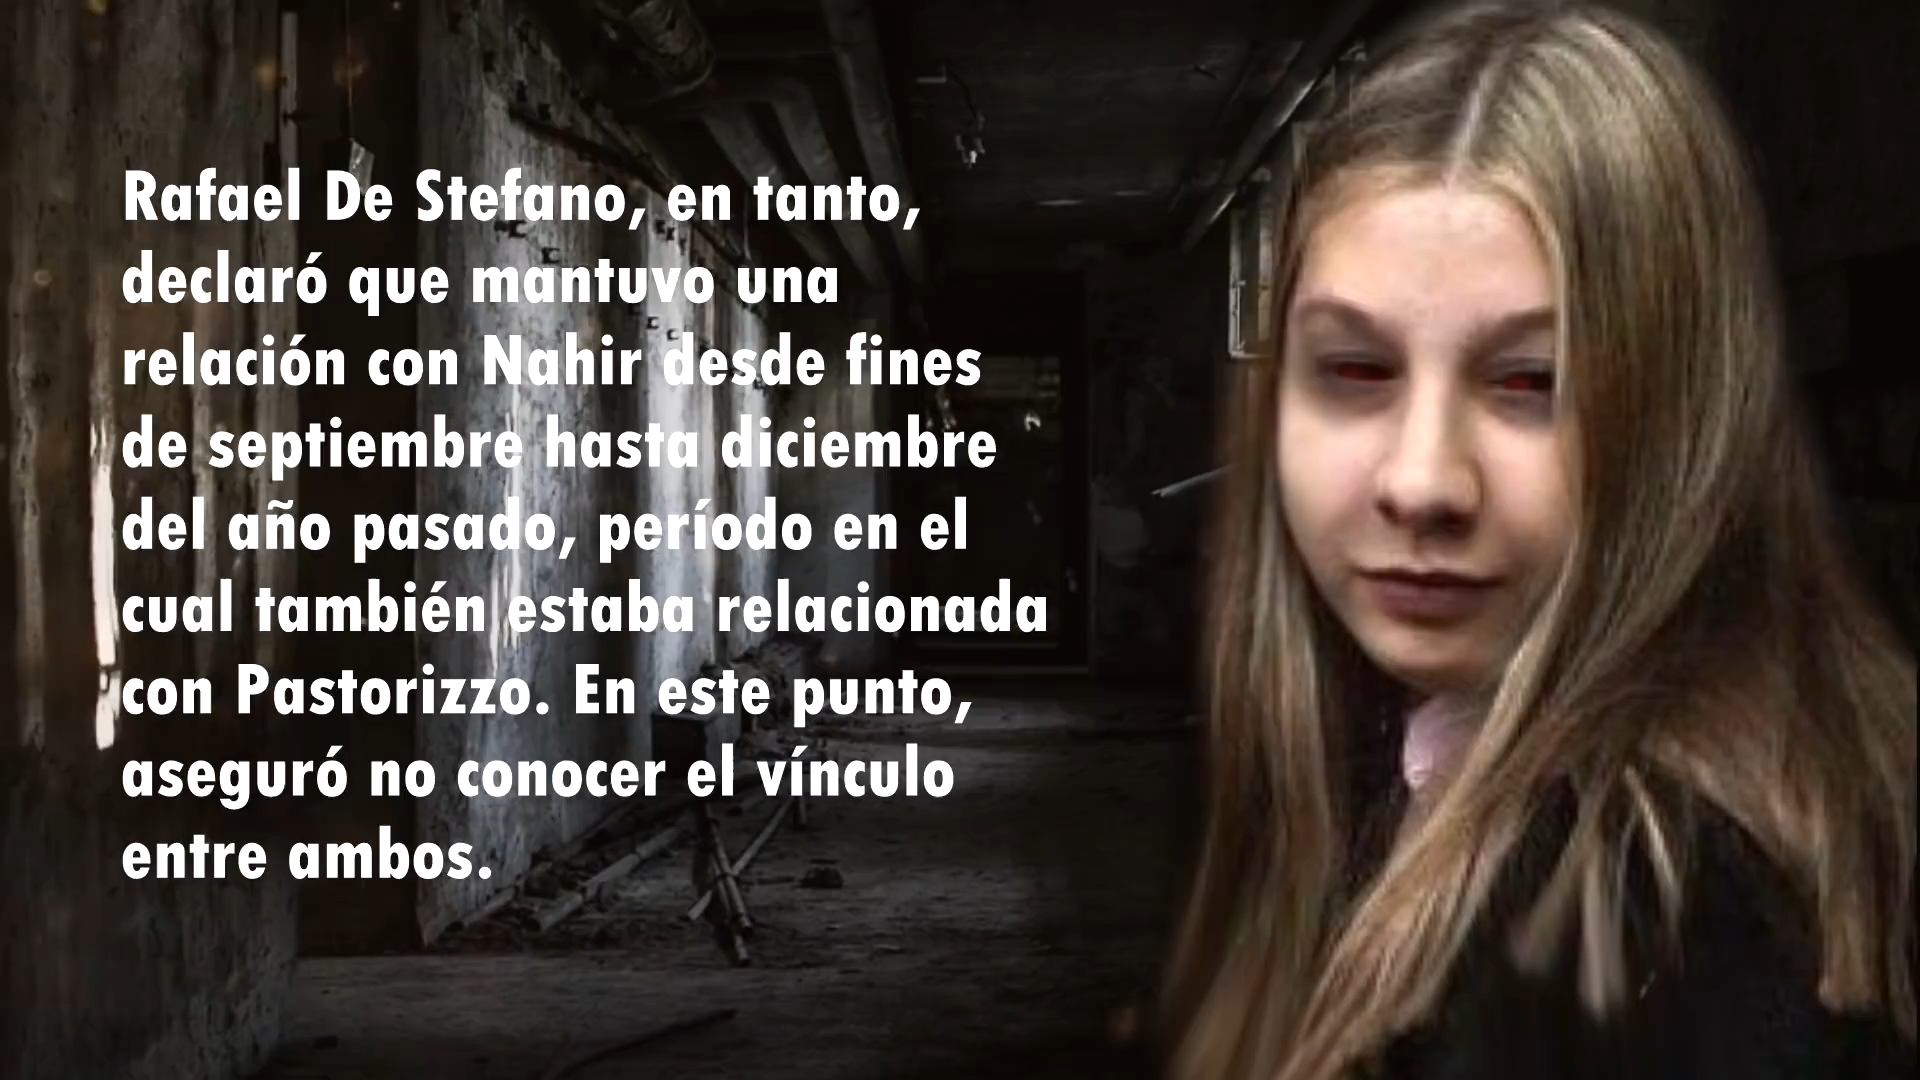 Rafael De Stefano, en tanto,
declaró que mantuvo una
relación con Nahir desde fines
de septiembre hasta diciembre
del año pasado, período en el
cual también estaba relacionada
con Pastorizzo. En este punto,
aseguró no conocer el vínculo
entre ambos.